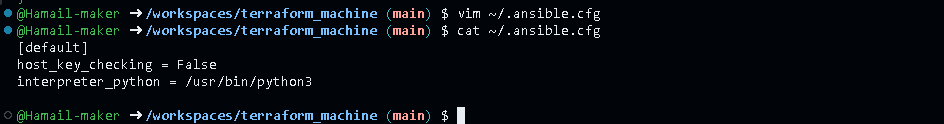 @Hamail-maker ➜ /workspaces/terraform_machine (main) $ vim ~/.ansible.cfg
@Hamail-maker ➜ /workspaces/terraform_machine (main) $ cat ~/.ansible.cfg
[default]
host_key_checking = False
interpreter_python = /usr/bin/python3
@Hamail-maker ➜ /workspaces/terraform_machine (main) $